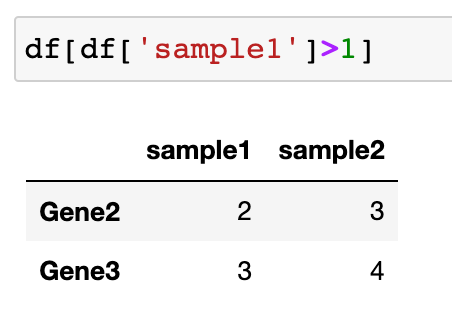 df[df['sample1']>1]
sample1 sample2
Gene2 2 3
Gene3 3 4